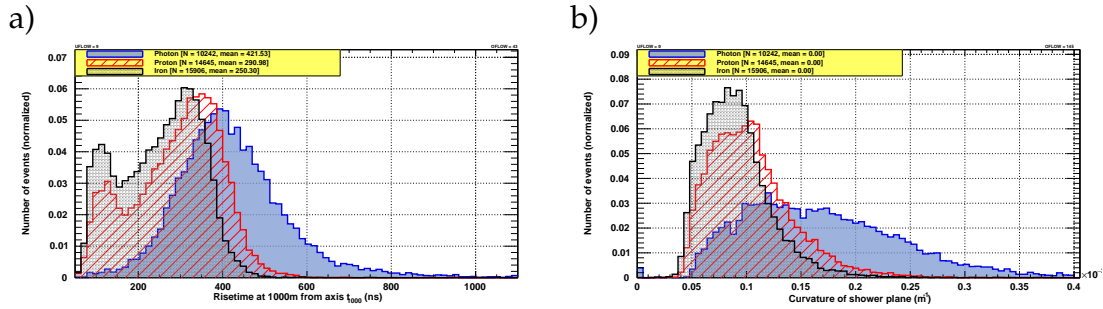 a)
UFLOW = 0
OFLOW = 43
Photon [N = 10242, mean = 421.53]
Proton [N = 14645, mean = 290.98]
Iron [N = 15906, mean = 250.30]
Number of events (normalized)
0.07
0.06
0.05
0.04
0.03
0.02
0.01
0
200 400 600 800 1000
Risetime at 1000m from axis t1000 (ns)
b)
UFLOW = 0
OFLOW = 145
Photon [N = 10242, mean = 0.00]
Proton [N = 14645, mean = 0.00]
Iron [N = 15906, mean = 0.00]
Number of events (normalized)
0.09
0.08
0.07
0.06
0.05
0.04
0.03
0.02
0.01
0
0 0.05 0.1 0.15 0.2 0.25 0.3 0.35 0.4
×10
Curvature of shower plane (m-1)